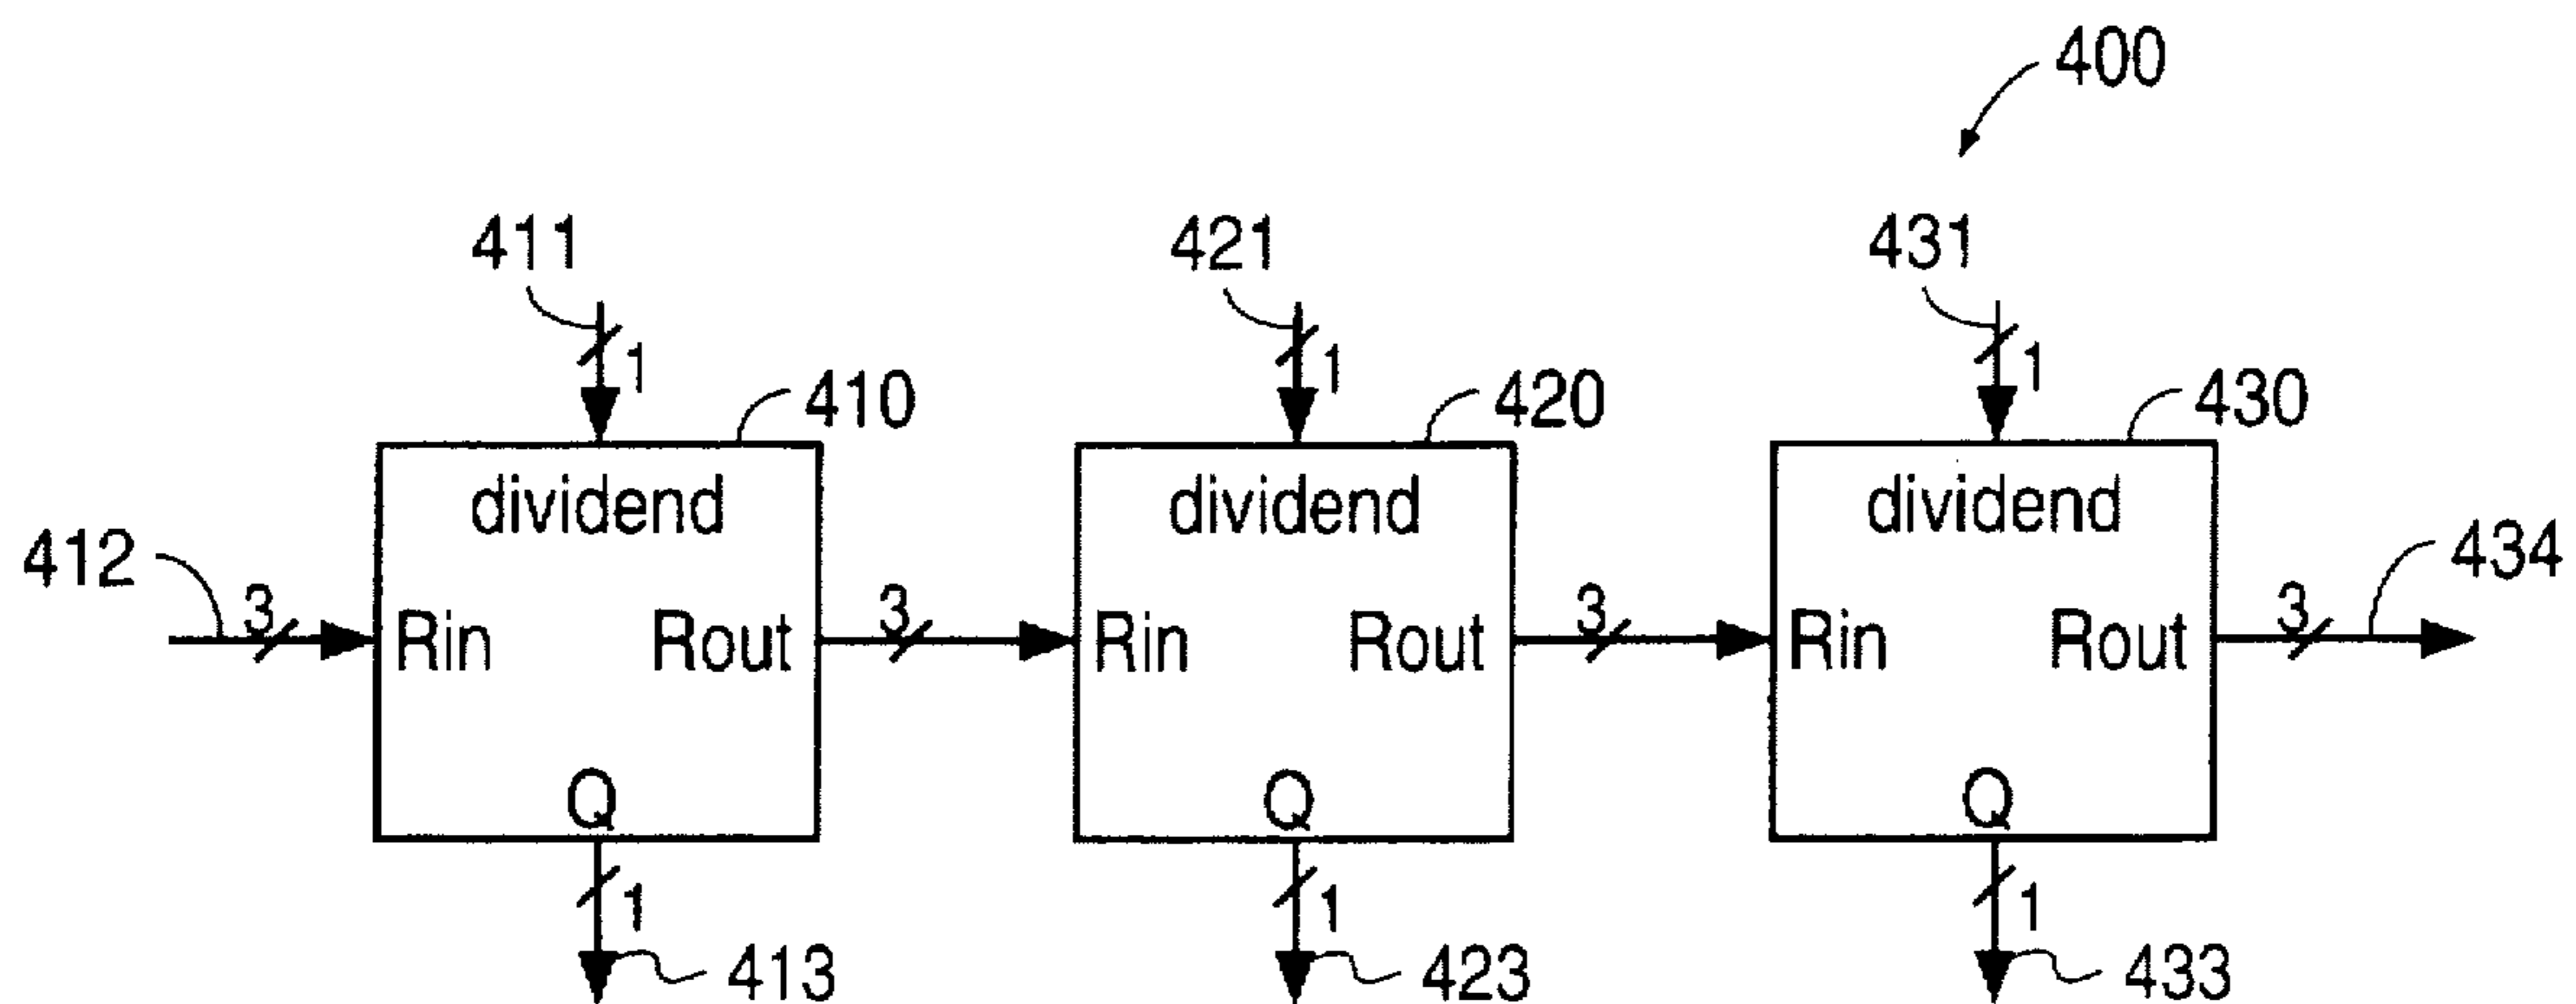 400
411 421 431
1 1 1
410 420 430
dividend dividend dividend
412 3 Rin Rout 3 Rin Rout 3 Rin Rout 3 434
Q Q Q
1 1 1
413 423 433